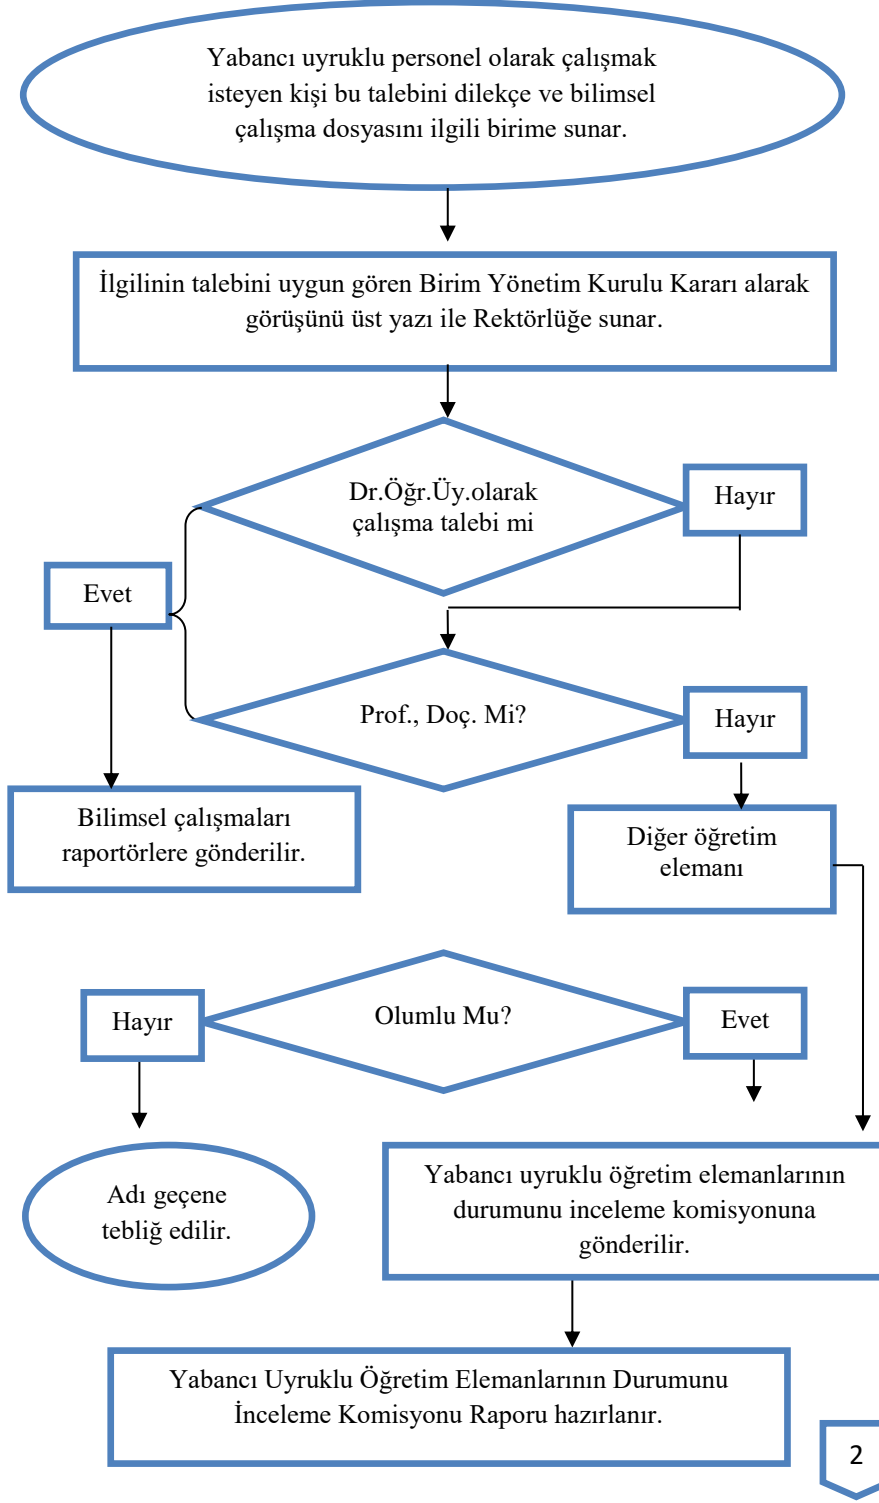 Yabancı uyruklu personel olarak çalışmak
isteyen kişi bu talebini dilekçe ve bilimsel
çalışma dosyasını ilgili birime sunar.
İlgilinin talebini uygun gören Birim Yönetim Kurulu Kararı alarak
görüşünü üst yazı ile Rektörlüğe sunar.
Dr.Öğr.Üy.olarak
çalışma talebi mi
Hayır
Evet
Prof., Doç. Mi?
Hayır
Bilimsel çalışmaları
raportörlere gönderilir.
Diğer öğretim
elemanı
Hayır
Olumlu Mu?
Evet
Adı geçene
tebliğ edilir.
Yabancı uyruklu öğretim elemanlarının
durumunu inceleme komisyonuna
gönderilir.
Yabancı Uyruklu Öğretim Elemanlarının Durumunu
İnceleme Komisyonu Raporu hazırlanır.
2